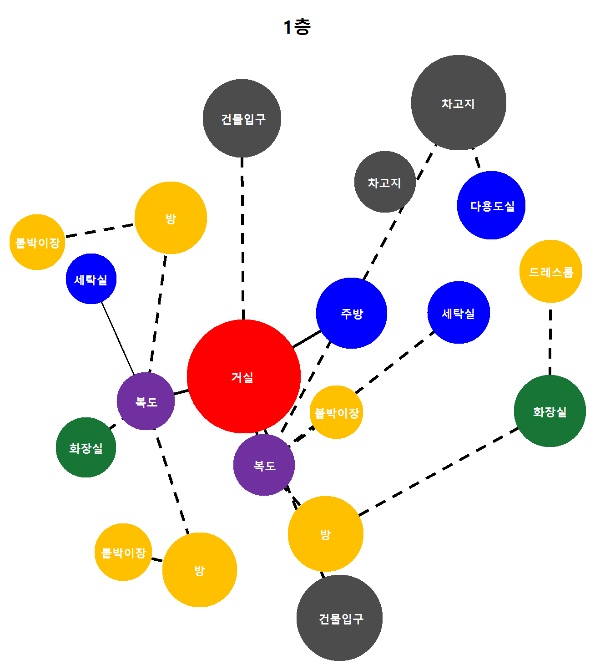 1층
차고지
건물입구
차고지
다용도실
방
붙박이장
세탁실
드레스룸
주방
세탁실
거실
복도
붙박이장
화장실
화장실
복도
방
붙박이장
방
건물입구